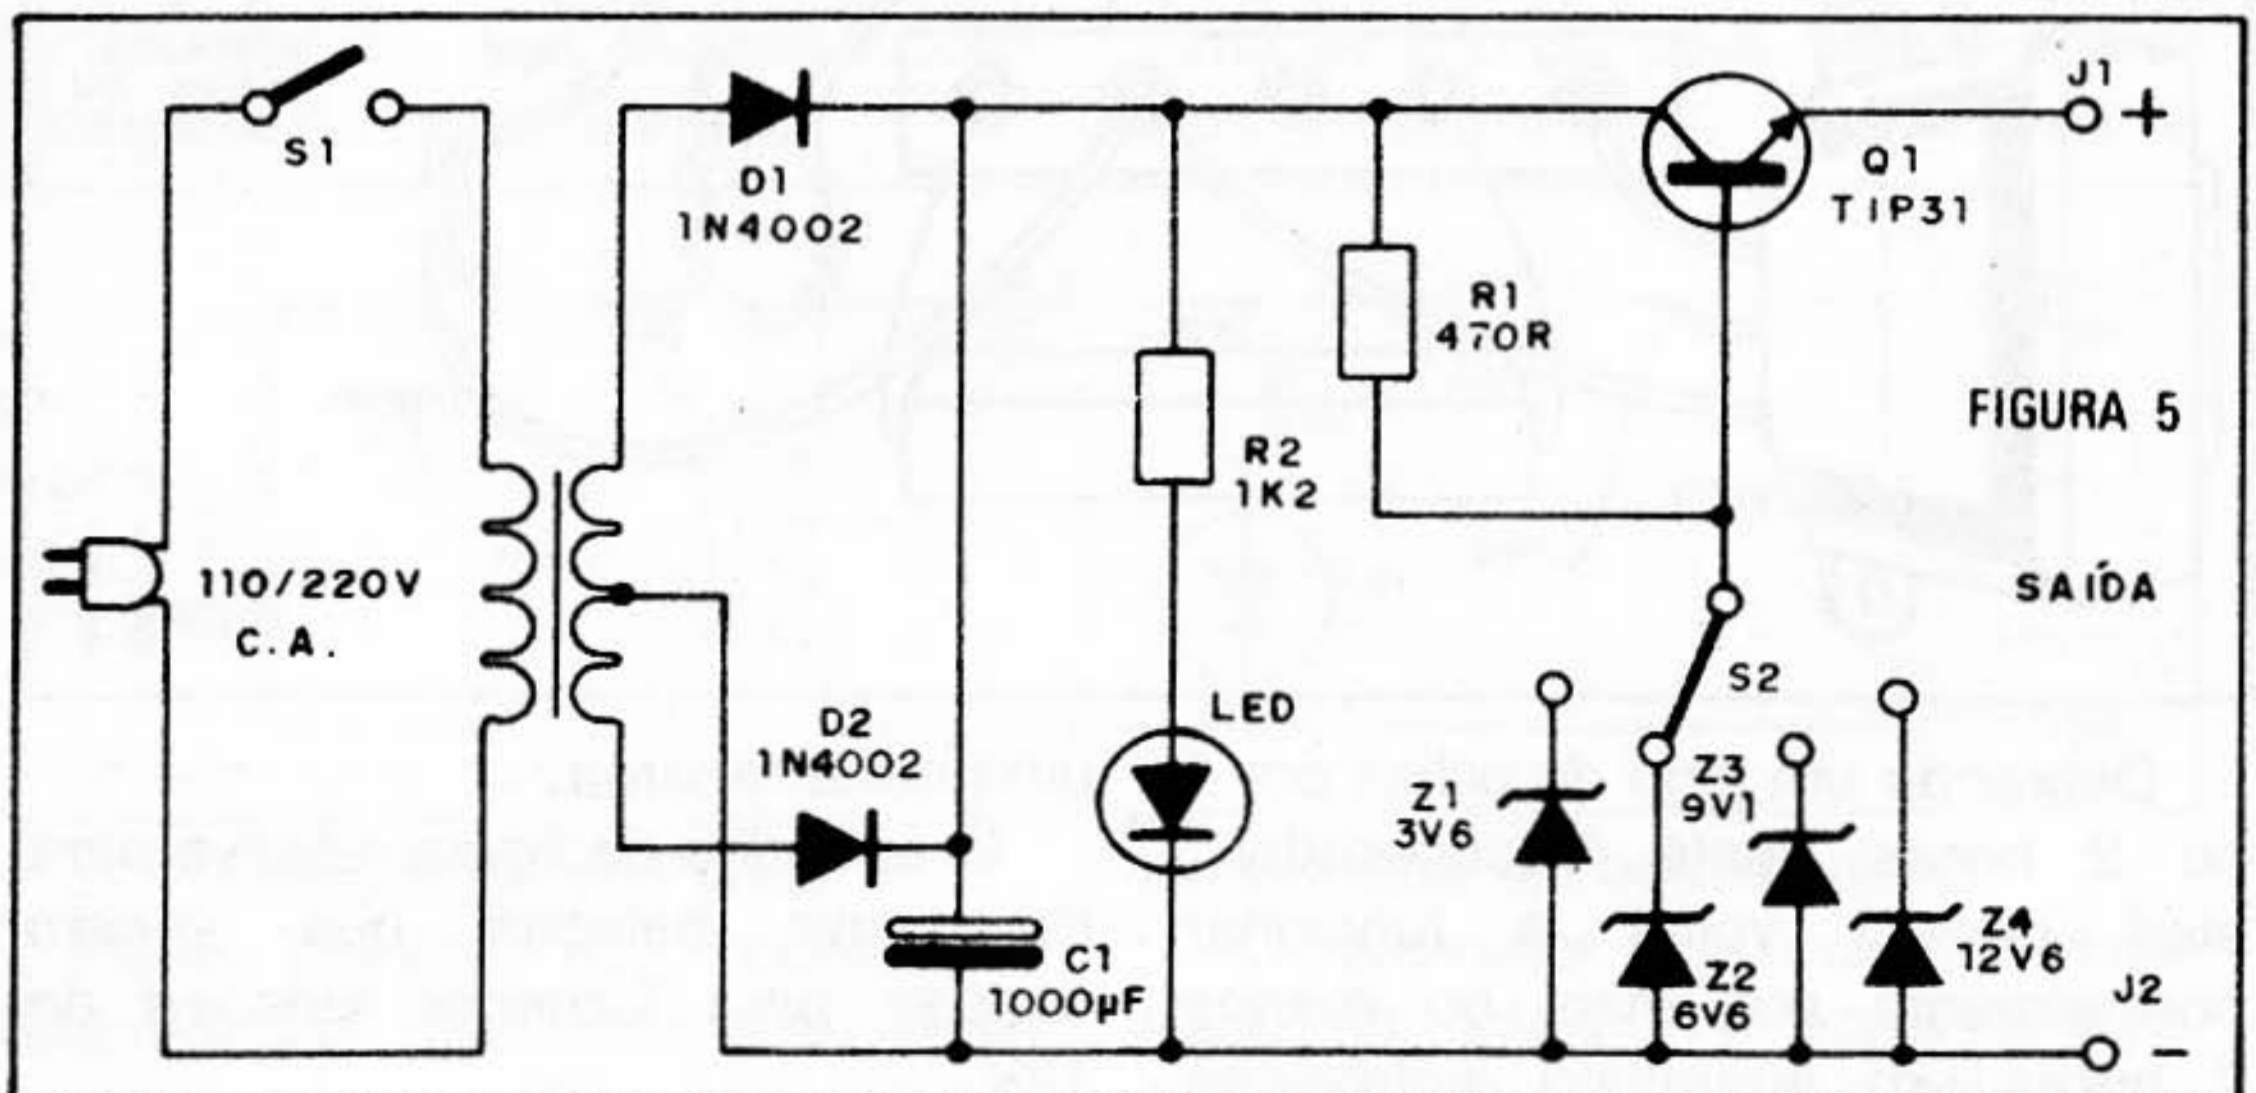 S1
D1
1N4002
J1
+
Q1
TIP31
R1
470R
FIGURA 5
R2
1K2
110/220V
C.A.
SAÍDA
S2
LED
D2
1N4002
Z1
3V6
Z3
9V1
C1
1000µF
Z2
6V6
Z4
12V6
J2
-